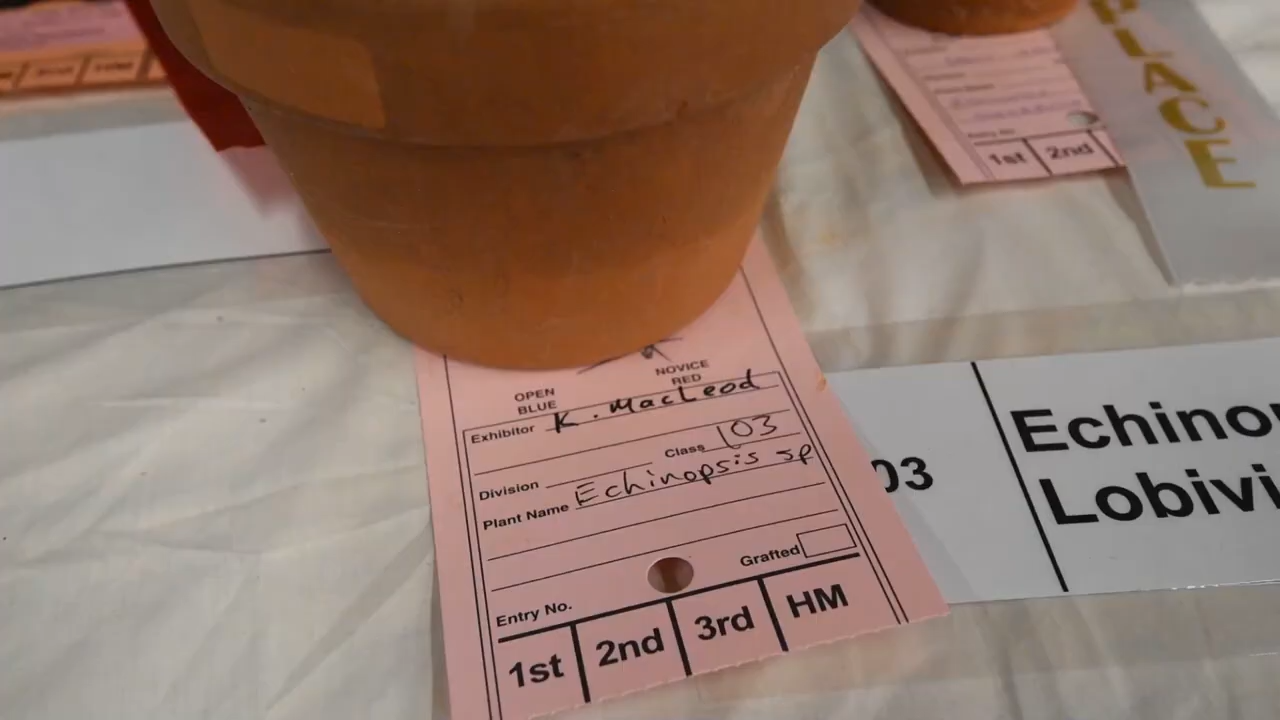 PLACE
1st 2nd
OPEN BLUE
NOVICE RED
Exhibitor K. MacLeod
Class 103
Division
Plant Name Echinopsis sp
Grafted
Entry No.
1st 2nd 3rd HM
03
Echino
Lobivi